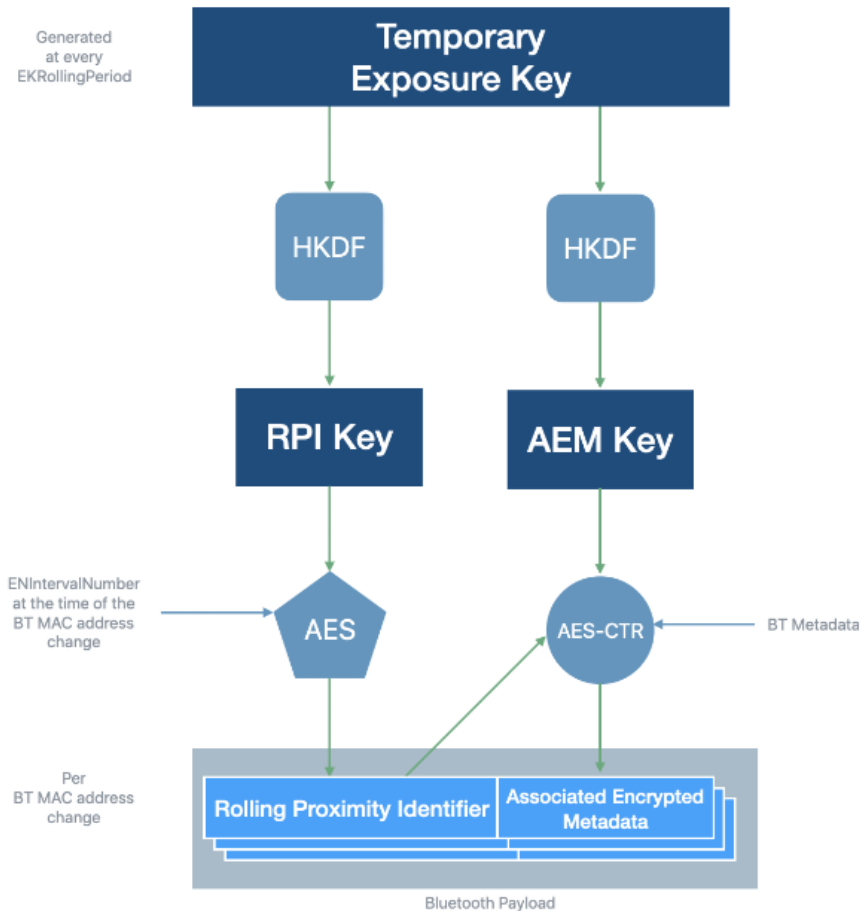 Generated
at every
EKRollingPeriod
Temporary
Exposure Key
HKDF
HKDF
RPI Key
AEM Key
ENIntervalNumber
at the time of the
BT MAC address
change
AES
AES-CTR
BT Metadata
Per
BT MAC address
change
Rolling Proximity Identifier
Associated Encrypted
Metadata
Bluetooth Payload